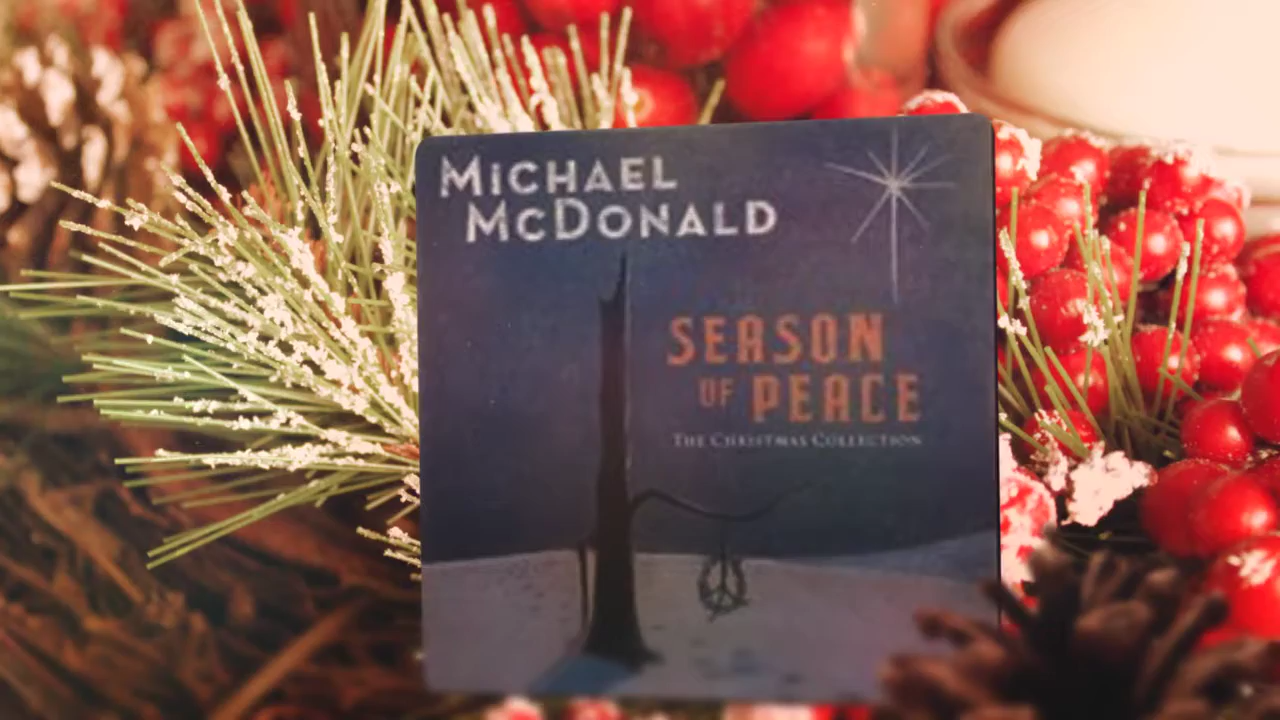 MICHAEL
MCDONALD
SEASON
OF PEACE
THE CHRISTMAS COLLECTION